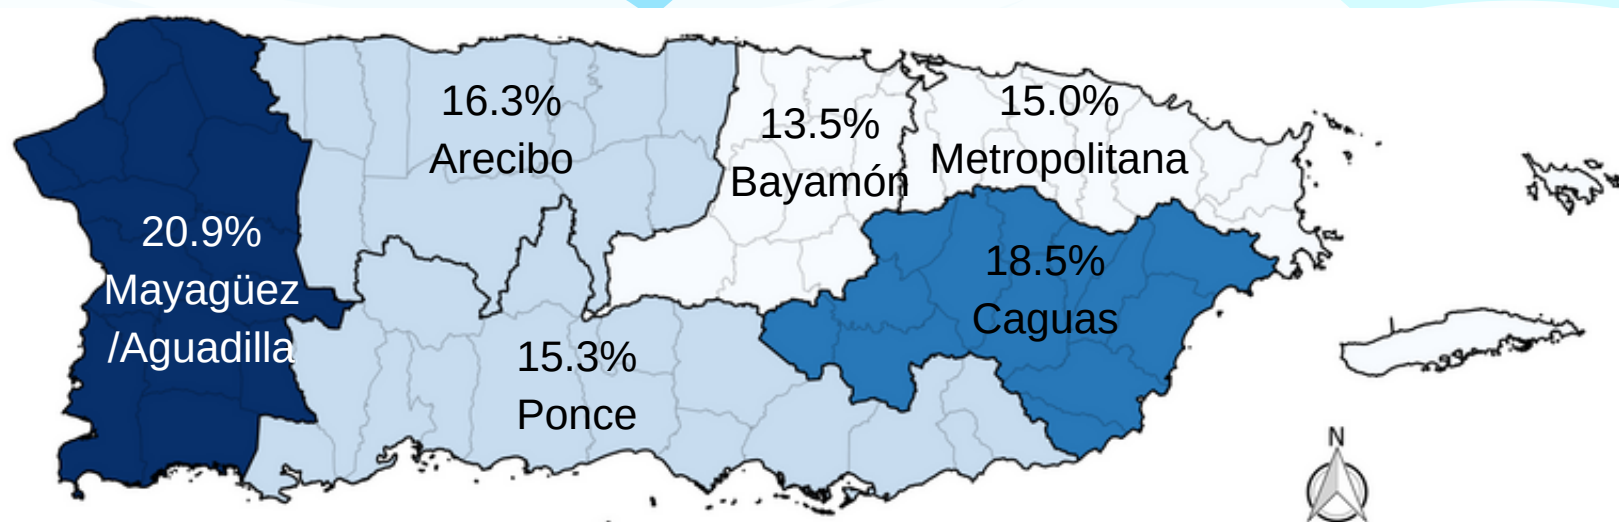 16.3%
Arecibo
13.5%
Bayamón
15.0%
Metropolitana
20.9%
Mayagüez
/Aguadilla
18.5%
Caguas
15.3%
Ponce
N